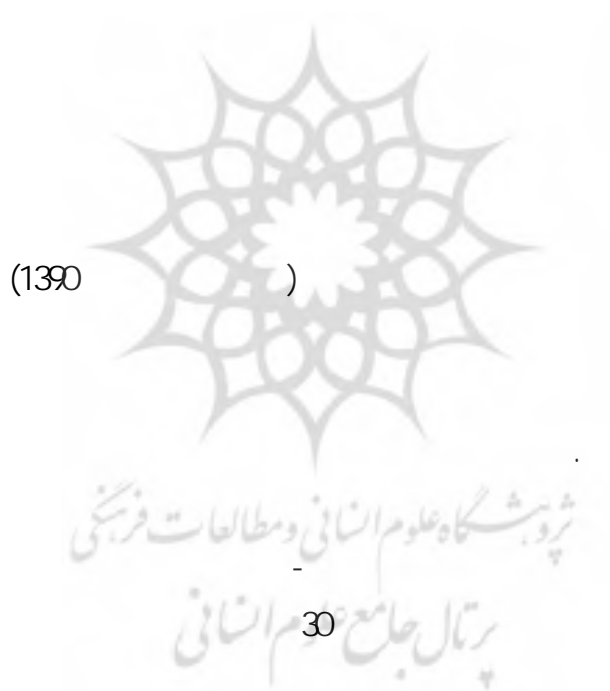 (1390 )
.
پژوهشگاه علوم انسانی و مطالعات فرهنگی
-
30
پرتال جامع علوم انسانی